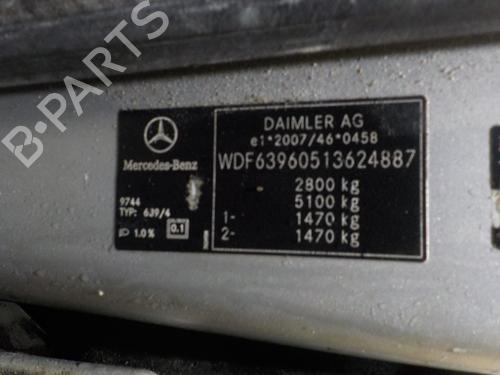 B-PARTS
Mercedes-Benz
9744
TYP: 639/4
1.0 %
0.1
DAIMLER AG
e1*2007/46*0458
WDF63960513624887
2800 kg
5100 kg
1- 1470 kg
2- 1470 kg